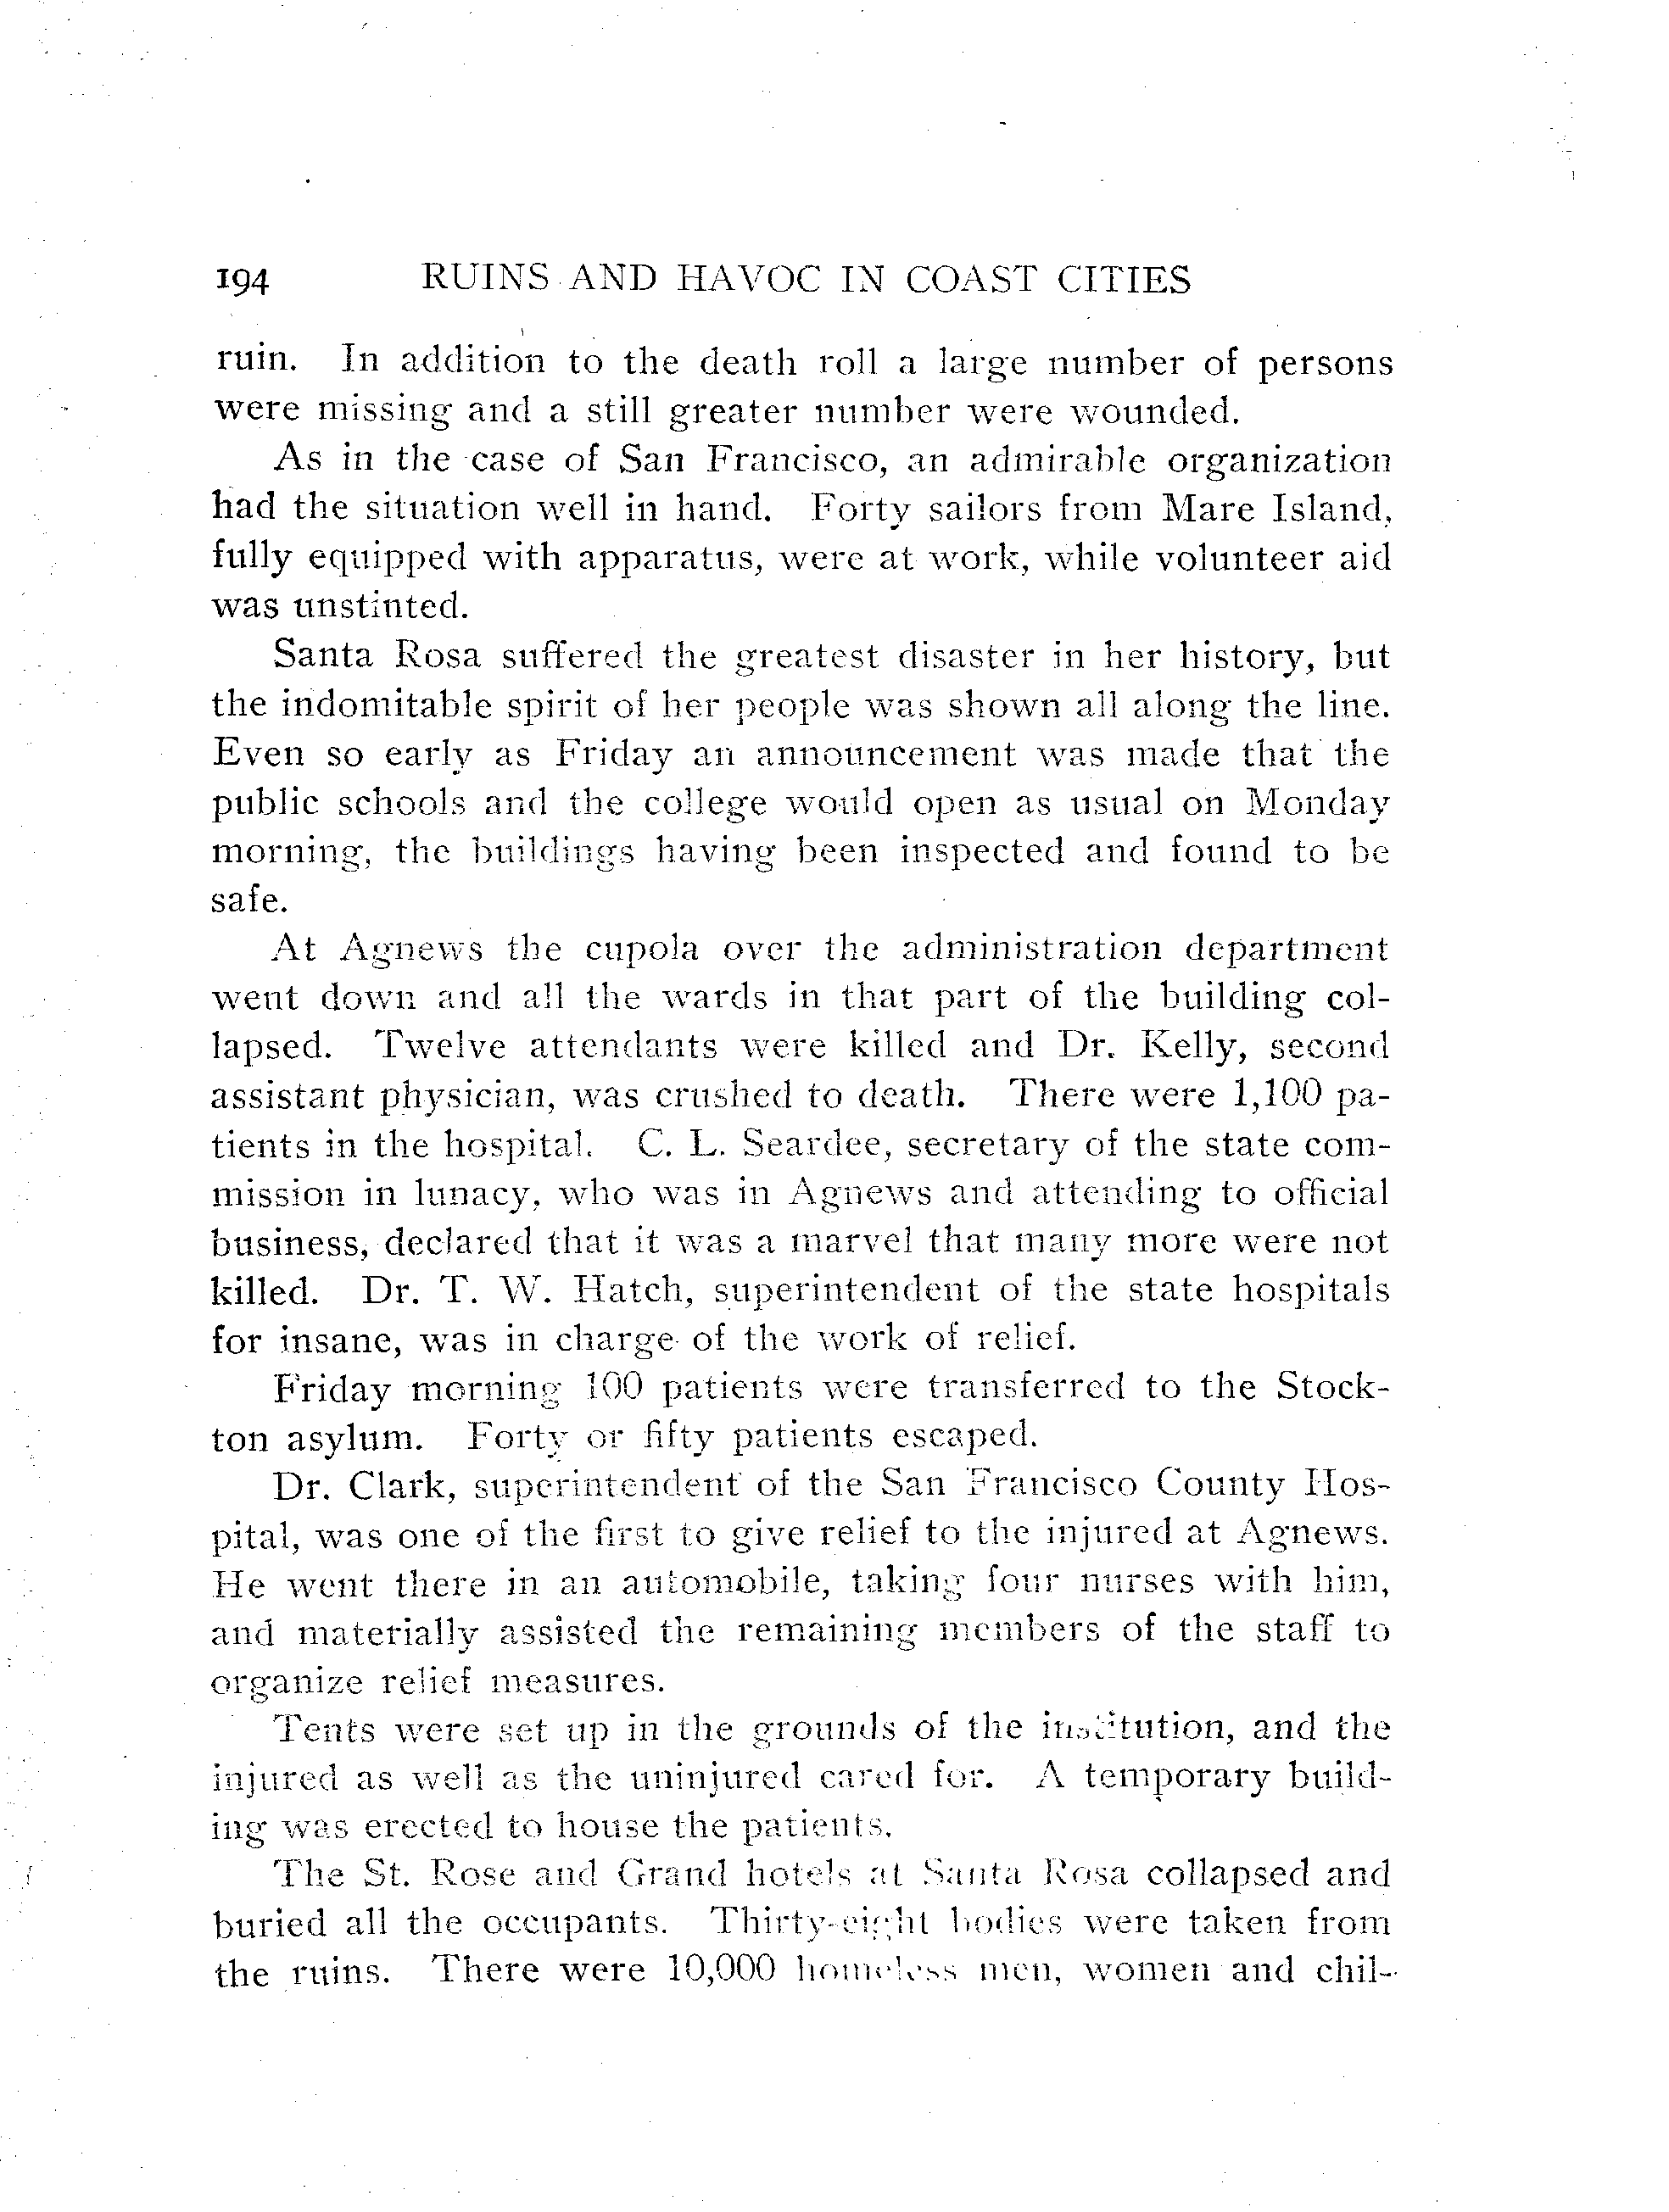 194 RUINS AND HAVOC IN COAST CITIES
ruin. In addition to the death roll a large number of persons
were missing and a still greater number were wounded.
As in the case of San Francisco, an admirable organization
had the situation well in hand. Forty sailors from Mare Island,
fully equipped with apparatus, were at work, while volunteer aid
was unstinted.
Santa Rosa suffered the greatest disaster in her history, but
the indomitable spirit of her people was shown all along the line.
Even so early as Friday an announcement was made that the
public schools and the college would open as usual on Monday
morning, the buildings having been inspected and found to be
safe.
At Agnews the cupola over the administration department
went down and all the wards in that part of the building col-
lapsed. Twelve attendants were killed and Dr. Kelly, second
assistant physician, was crushed to death. There were 1,100 pa-
tients in the hospital. C. L. Seardee, secretary of the state com-
mission in lunacy, who was in Agnews and attending to official
business, declared that it was a marvel that many more were not
killed. Dr. T. W. Hatch, superintendent of the state hospitals
for insane, was in charge of the work of relief.
Friday morning 100 patients were transferred to the Stock-
ton asylum. Forty or fifty patients escaped.
Dr. Clark, superintendent of the San Francisco County Hos-
pital, was one of the first to give relief to the injured at Agnews.
He went there in an automobile, taking four nurses with him,
and materially assisted the remaining members of the staff to
organize relief measures.
Tents were set up in the grounds of the institution, and the
injured as well as the uninjured cared for. A temporary build-
ing was erected to house the patients.
The St. Rose and Grand hotels at Santa Rosa collapsed and
buried all the occupants. Thirty-eight bodies were taken from
the ruins. There were 10,000 homeless men, women and chil-